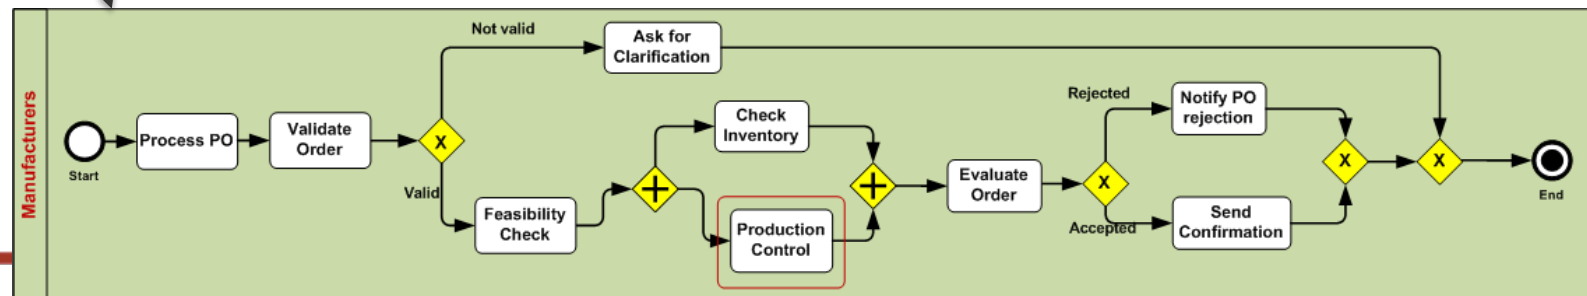 Manufacturers
Start
Process PO
Validate
Order
X
Not valid
Valid
Ask for
Clarification
Feasibility
Check
Check
Inventory
Production
Control
Evaluate
Order
X
Rejected
Accepted
Notify PO
rejection
Send
Confirmation
X
X
End